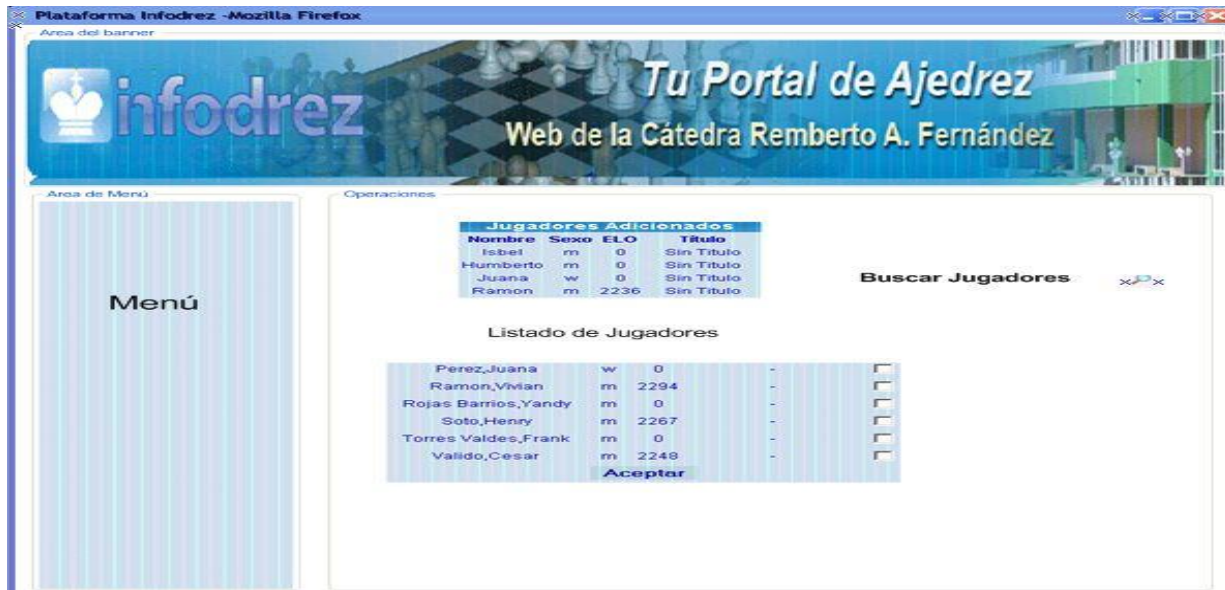 Plataforma Infodrez -Mozilla Firefox
Area del banner
infodrez
Tu Portal de Ajedrez
Web de la Cátedra Remberto A. Fernández
Area de Menú
Menú
Operaciones
Jugadores Adicionados
Nombre Sexo ELO Título
Isbel m 0 Sin Titulo
Humberto m 0 Sin Titulo
Juana w 0 Sin Titulo
Ramon m 2236 Sin Titulo
Buscar Jugadores
Listado de Jugadores
Perez,Juana w 0 -
Ramon,Vivian m 2294 -
Rojas Barrios,Yandy m 0 -
Soto,Henry m 2267 -
Torres Valdes,Frank m 0 -
Valido,Cesar m 2248 -
Aceptar